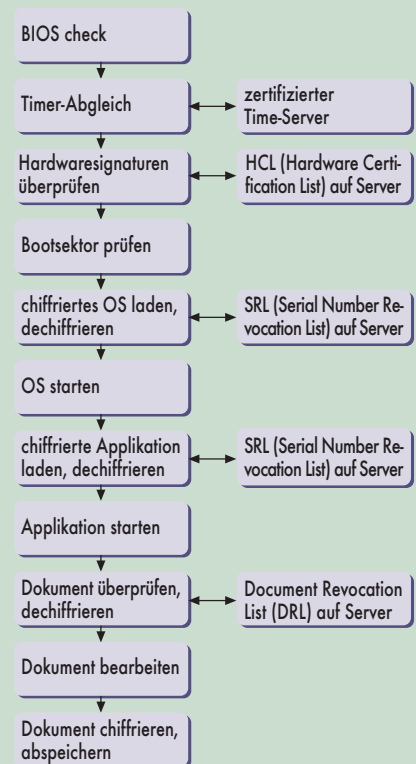 BIOS check
Timer-Abgleich
zertifizierter
Time-Server
Hardwaresignaturen
überprüfen
HCL (Hardware Certi-
fication List) auf Server
Bootsektor prüfen
chiffriertes OS laden,
dechiffrieren
SRL (Serial Number Re-
vocation List) auf Server
OS starten
chiffrierte Applikation
laden, dechiffrieren
SRL (Serial Number Re-
vocation List) auf Server
Applikation starten
Dokument überprüfen,
dechiffrieren
Document Revocation
List (DRL) auf Server
Dokument bearbeiten
Dokument chiffrieren,
abspeichern